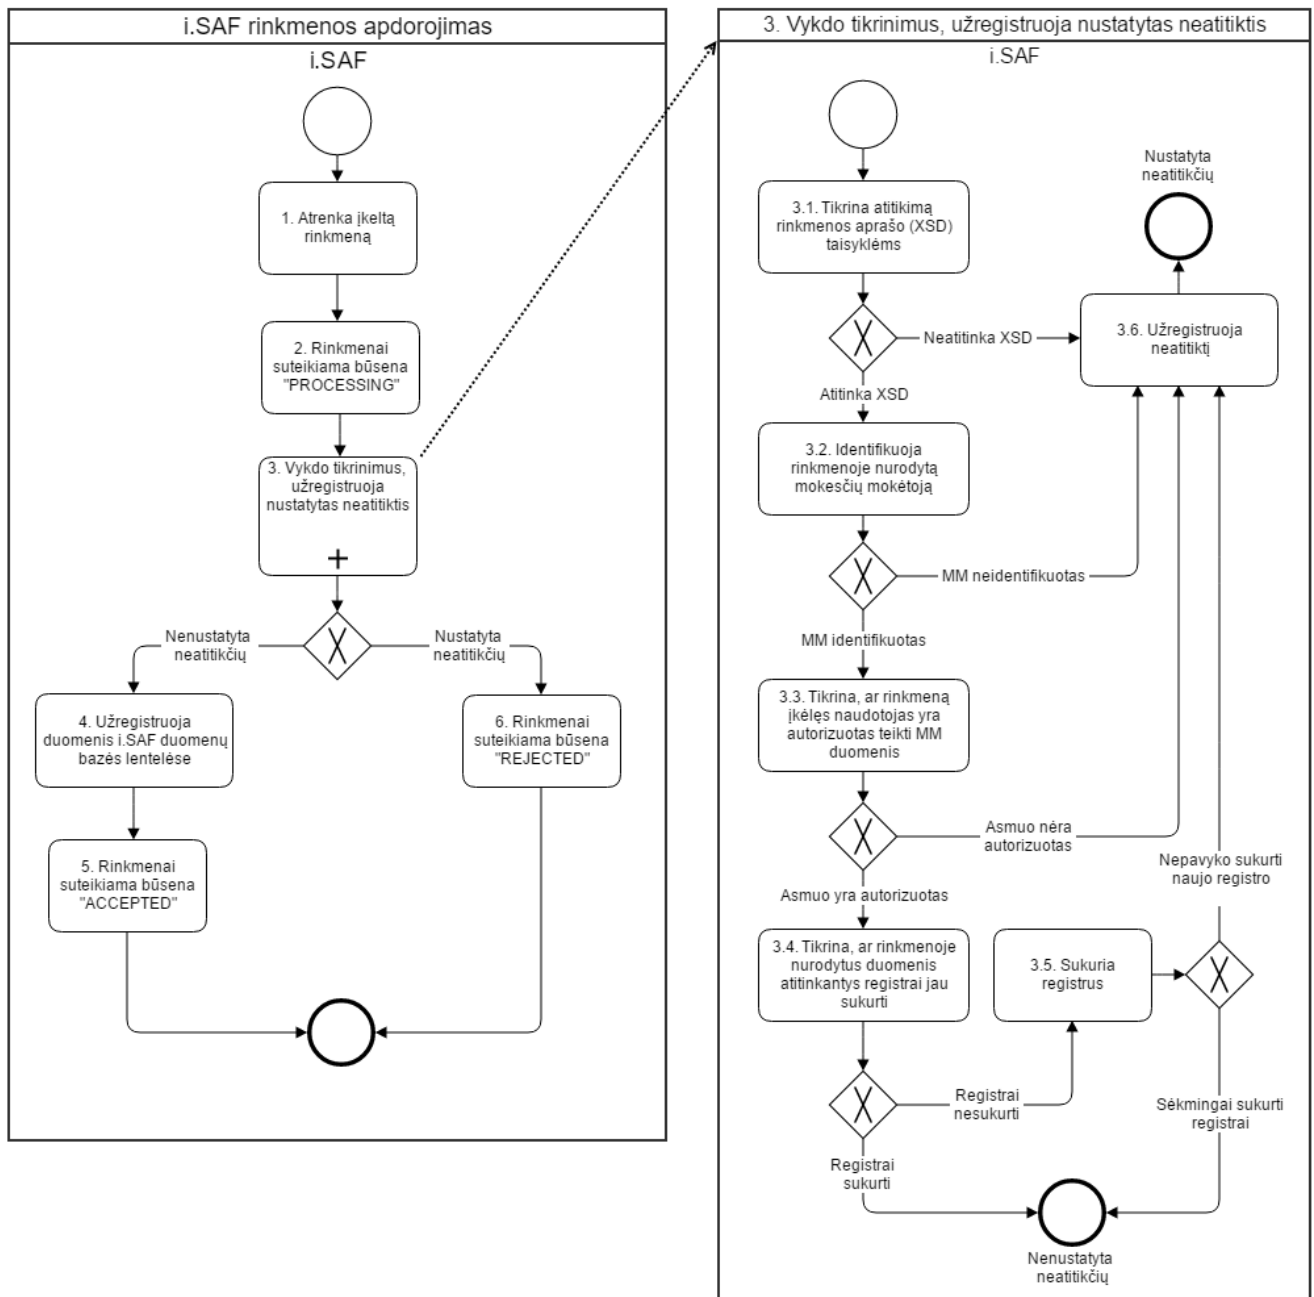 i.SAF rinkmenos apdorojimas
i.SAF
1. Atrenka įkeltą
rinkmeną
2. Rinkmenai
suteikiama būsena
"PROCESSING"
3. Vykdo tikrinimus,
užregistruoja
nustatytas neatitiktis
Nenustatyta
neatitikčių
Nustatyta
neatitikčių
4. Užregistruoja
duomenis i.SAF duomenų
bazės lentelėse
6. Rinkmenai
suteikiama būsena
"REJECTED"
5. Rinkmenai
suteikiama būsena
"ACCEPTED"
3. Vykdo tikrinimus, užregistruoja nustatytas neatitiktis
i.SAF
Nustatyta
neatitikčių
3.1. Tikrina atitikimą
rinkmenos aprašo (XSD)
taisyklėms
Neatitinka XSD
3.6. Užregistruoja
neatitiktį
Atitinka XSD
3.2. Identifikuoja
rinkmenoje nurodytą
mokesčių mokėtoją
MM neidentifikuotas
MM identifikuotas
3.3. Tikrina, ar rinkmeną
įkėlęs naudotojas yra
autorizuotas teikti MM
duomenis
Asmuo nėra
autorizuotas
Nepavyko sukurti
naujo registro
Asmuo yra autorizuotas
3.4. Tikrina, ar rinkmenoje
nurodytus duomenis
atitinkantys registrai jau
sukurti
3.5. Sukuria
registrus
Registrai
nesukurti
Sėkmingai sukurti
registrai
Registrai
sukurti
Nenustatyta
neatitikčių